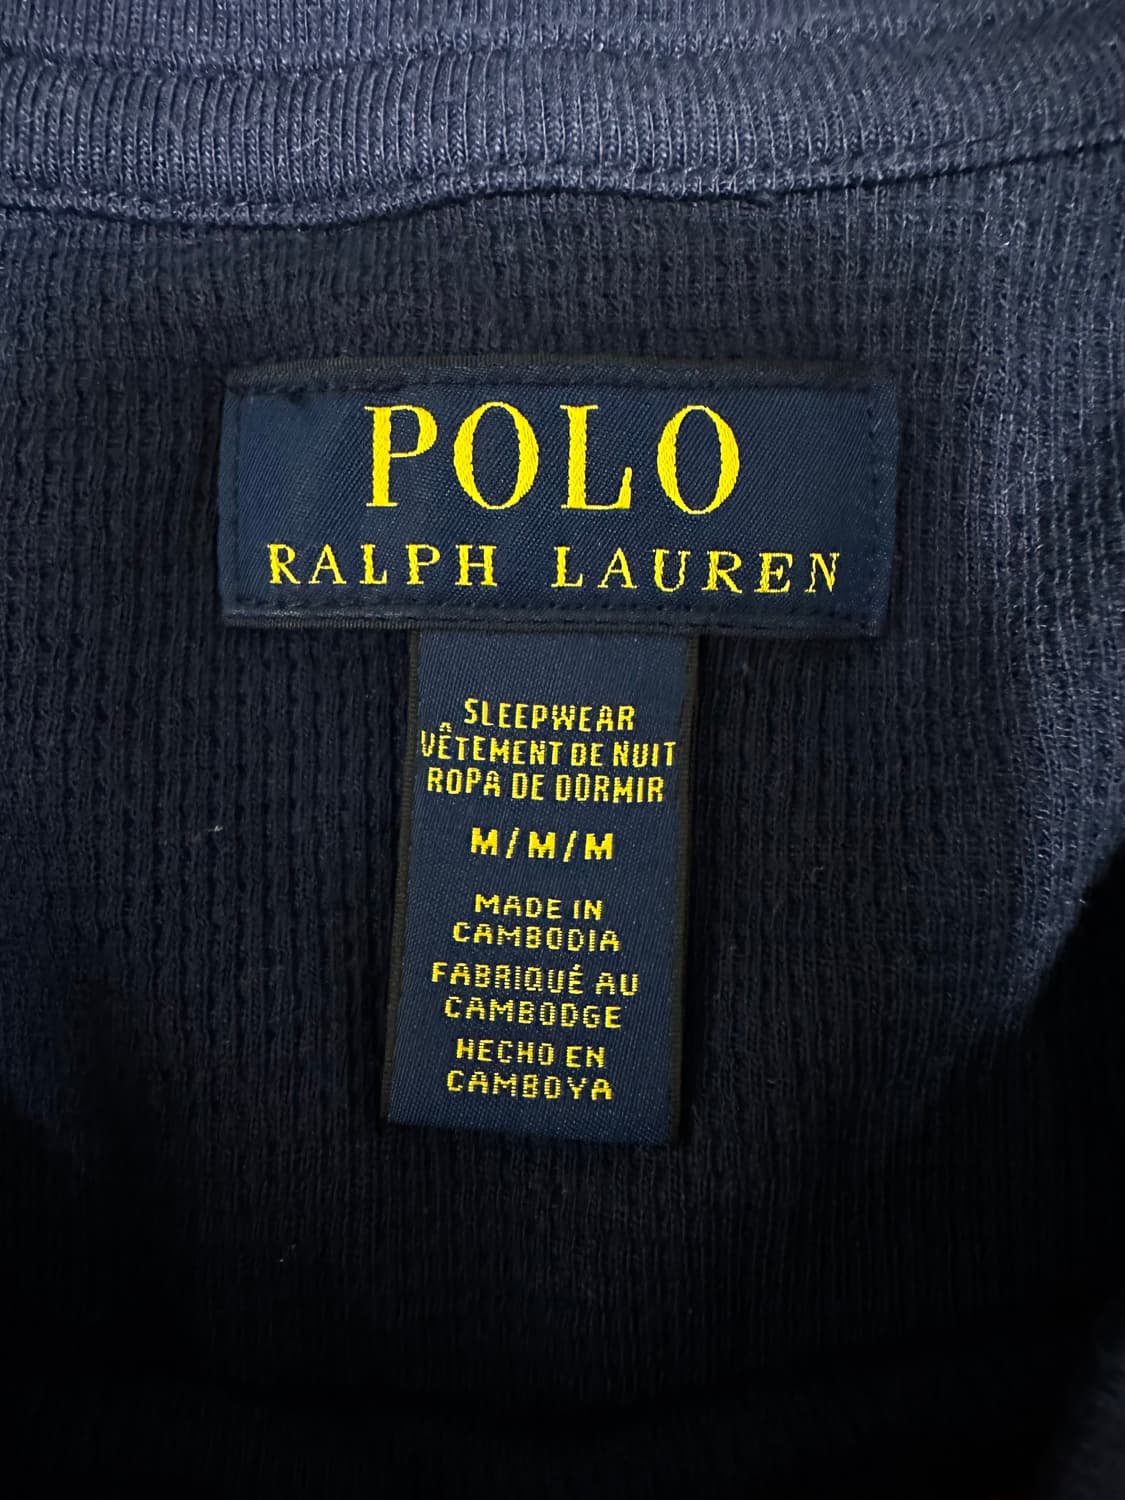 POLO
RALPH LAUREN
SLEEPWEAR
VÊTEMENT DE NUIT
ROPA DE DORMIR
M/M/M
MADE IN
CAMBODIA
FABRIQUÉ AU
CAMBODGE
HECHO EN
CAMBOYA